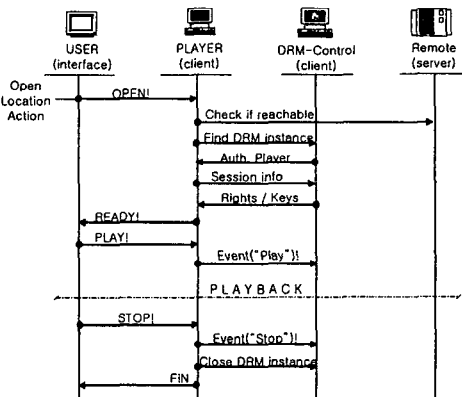 USER
(interface)
PLAYER
(client)
DRM-Control
(client)
Remote
(server)
Open
Location
Action
OPEN!
Check if reachable
Find DRM instance
Auth. Player
Session info
Rights / Keys
READY!
PLAY!
Event("Play")!
PLAYBACK
STOP!
Event("Stop")!
Close DRM instance
FIN